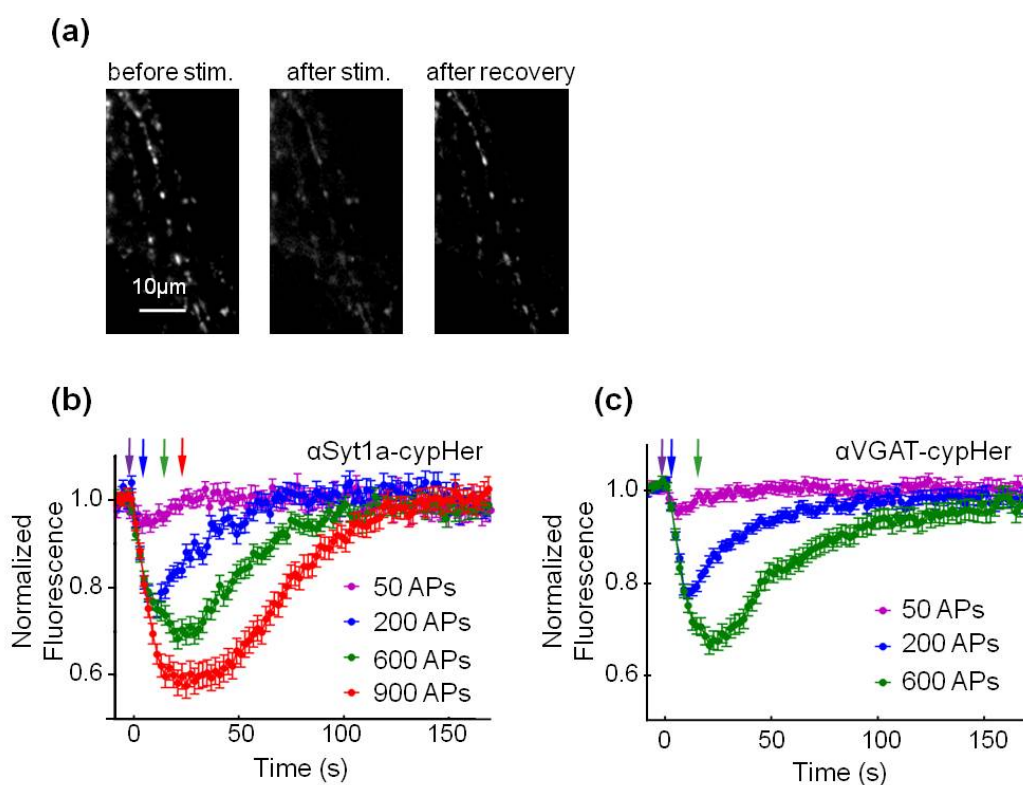 (a)
before stim.
after stim.
after recovery
10µm
(b)
αSyt1a-cypHer
Normalized
Fluorescence
1.0
0.8
0.6
50 APs
200 APs
600 APs
900 APs
0
50
100
150
Time (s)
(c)
αVGAT-cypHer
Normalized
Fluorescence
1.0
0.8
0.6
50 APs
200 APs
600 APs
0
50
100
150
Time (s)